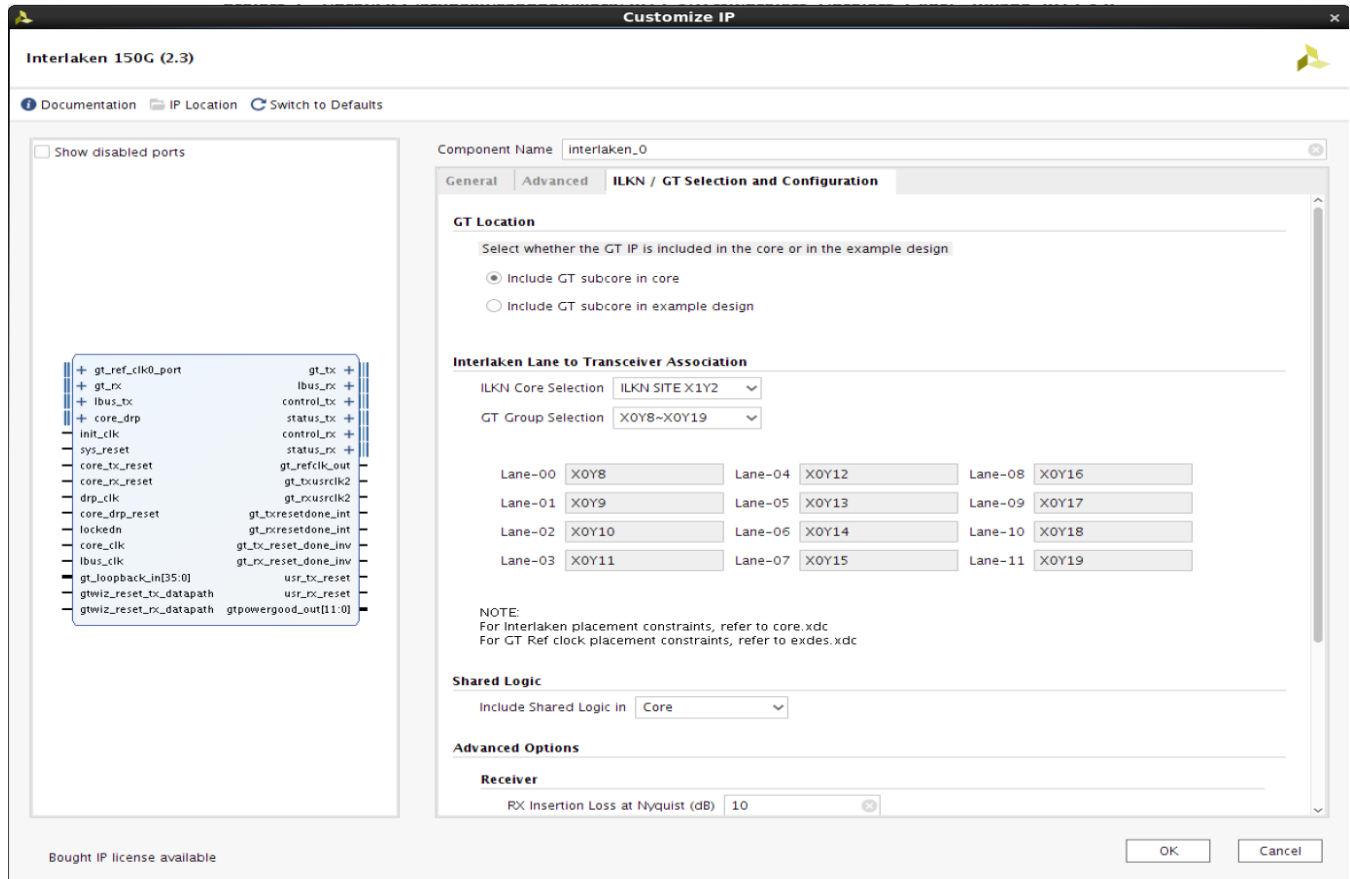 Customize IP
Interlaken 150G (2.3)
Documentation IP Location Switch to Defaults
Show disabled ports
gt_ref_clk0_port gt_tx
gt_rx lbus_rx
lbus_tx control_tx
core_drp status_tx
init_clk control_rx
sys_reset status_rx
core_tx_reset gt_refclk_out
core_rx_reset gt_txusrclk2
drp_clk gt_rxusrclk2
core_drp_reset gt_txresetdone_int
lockedn gt_rxresetdone_int
core_clk gt_tx_reset_done_inv
lbus_clk gt_rx_reset_done_inv
gt_loopback_in[35:0] usr_tx_reset
gtwiz_reset_tx_datapath usr_rx_reset
gtwiz_reset_rx_datapath gtpowergood_out[11:0]
Bought IP license available
Component Name interlaken_0
General Advanced ILKN / GT Selection and Configuration
GT Location
Select whether the GT IP is included in the core or in the example design
Include GT subcore in core
Include GT subcore in example design
Interlaken Lane to Transceiver Association
ILKN Core Selection ILKN SITE X1Y2
GT Group Selection X0Y8~X0Y19
Lane-00 X0Y8 Lane-04 X0Y12 Lane-08 X0Y16
Lane-01 X0Y9 Lane-05 X0Y13 Lane-09 X0Y17
Lane-02 X0Y10 Lane-06 X0Y14 Lane-10 X0Y18
Lane-03 X0Y11 Lane-07 X0Y15 Lane-11 X0Y19
NOTE:
For Interlaken placement constraints, refer to core.xdc
For GT Ref clock placement constraints, refer to exdes.xdc
Shared Logic
Include Shared Logic in Core
Advanced Options
Receiver
RX Insertion Loss at Nyquist (dB) 10
OK Cancel